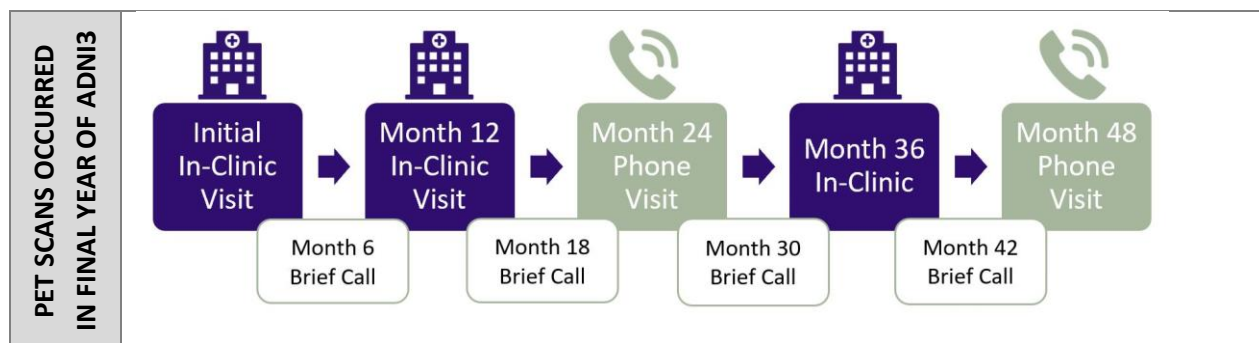 PET SCANS OCCURRED
IN FINAL YEAR OF ADNI3
Initial
In-Clinic
Visit
Month 6
Brief Call
Month 12
In-Clinic
Visit
Month 18
Brief Call
Month 24
Phone
Visit
Month 30
Brief Call
Month 36
In-Clinic
Month 42
Brief Call
Month 48
Phone
Visit